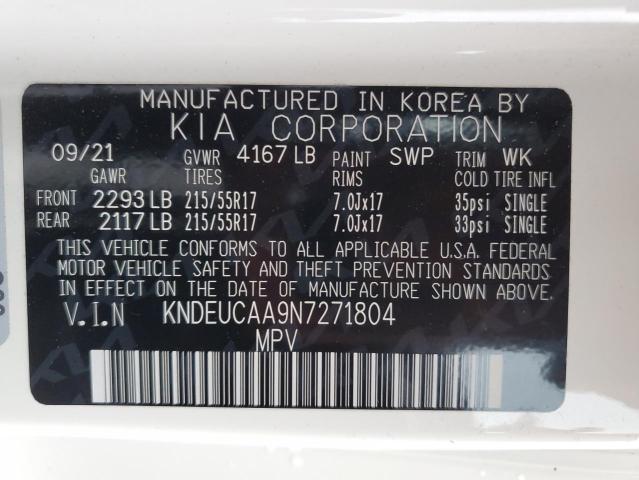 MANUFACTURED IN KOREA BY
KIA CORPORATION
09/21 GVWR 4167 LB PAINT SWP TRIM WK
GAWR TIRES RIMS COLD TIRE INFL
FRONT 2293 LB 215/55R17 7.0Jx17 35psi SINGLE
REAR 2117 LB 215/55R17 7.0Jx17 33psi SINGLE
THIS VEHICLE CONFORMS TO ALL APPLICABLE U.S.A. FEDERAL
MOTOR VEHICLE SAFETY AND THEFT PREVENTION STANDARDS
IN EFFECT ON THE DATE OF MANUFACTURE SHOWN ABOVE.
V.I.N KNDEUCAA9N7271804
MPV